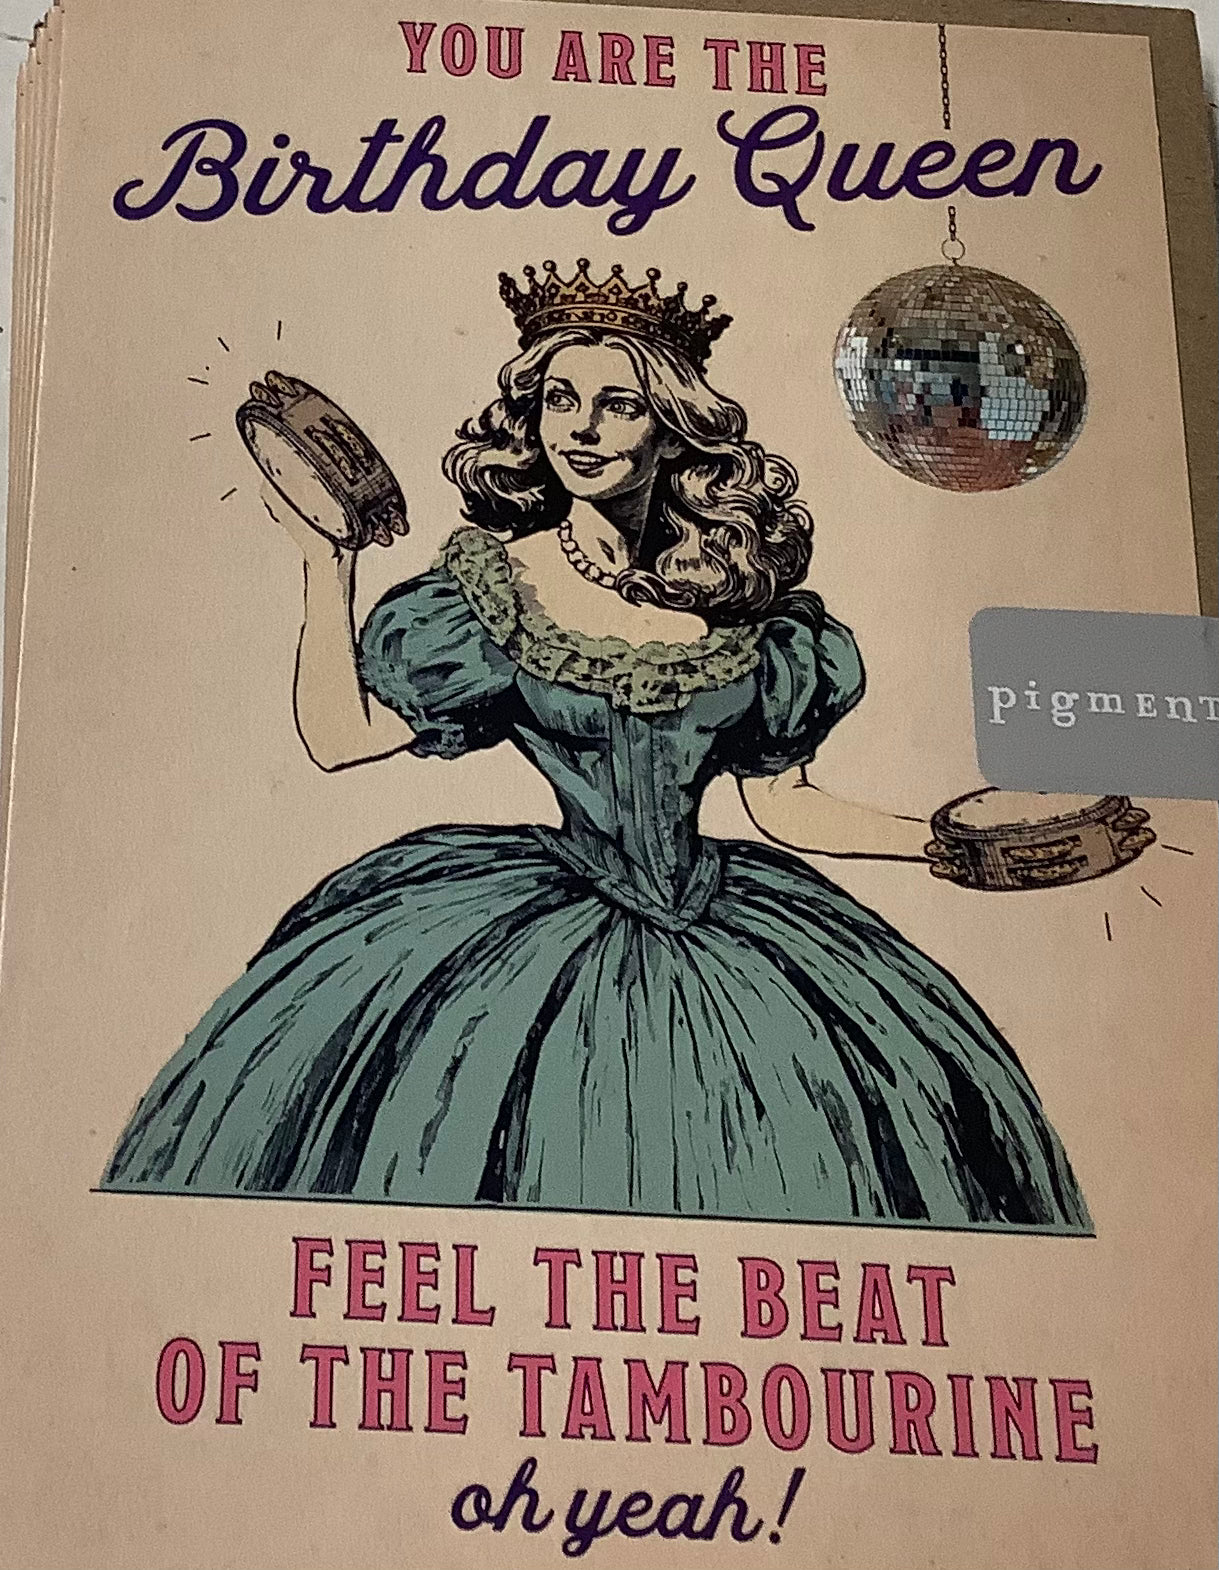 YOU ARE THE
Birthday Queen
pigmENT
FEEL THE BEAT
OF THE TAMBOURINE
oh yeah!